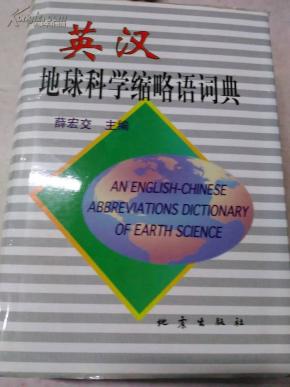 英汉
地球科学缩略语词典
薛宏交 主编
AN ENGLISH-CHINESE
ABBREVIATIONS DICTIONARY
OF EARTH SCIENCE
地震出版社